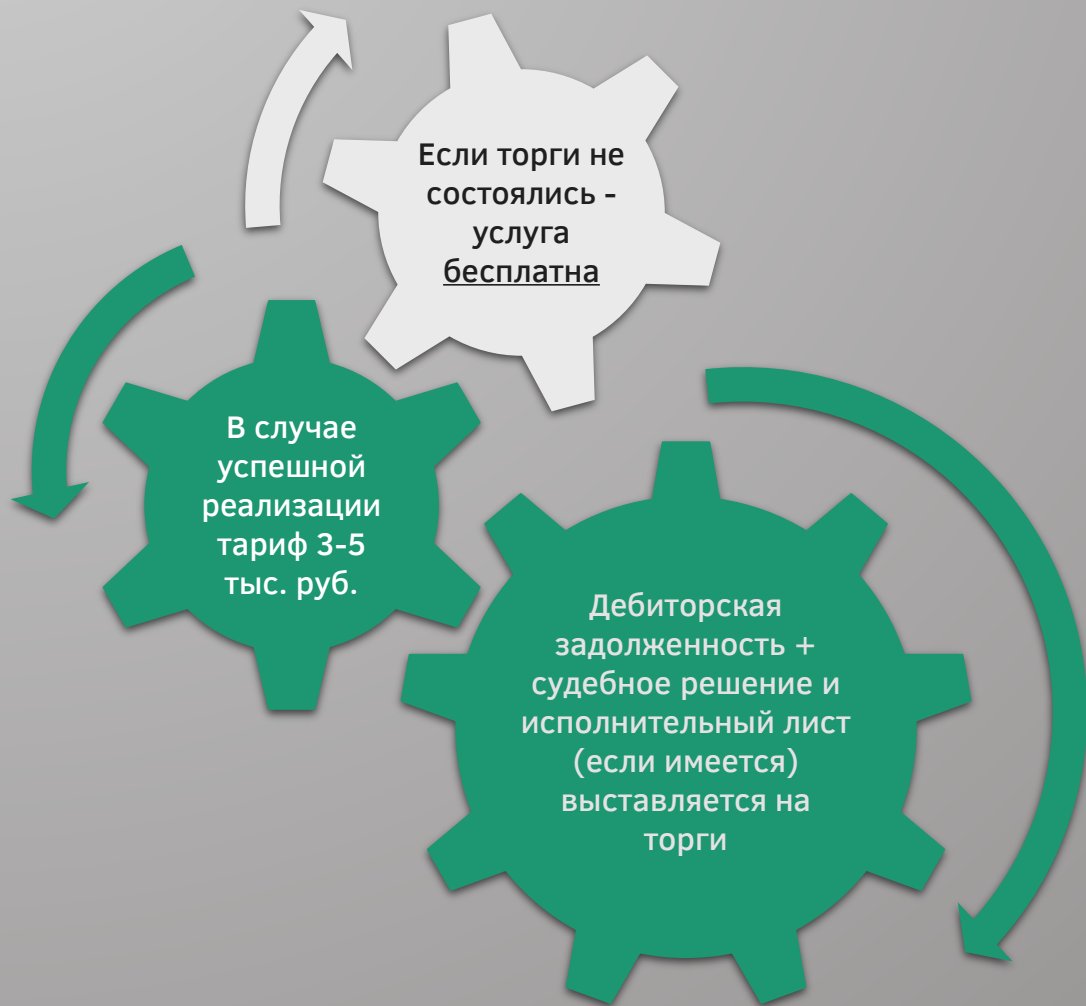 Если торги не
состоялись -
услуга
бесплатна
В случае
успешной
реализации
тариф 3-5
тыс. руб.
Дебиторская
задолженность +
судебное решение и
исполнительный лист
(если имеется)
выставляется на
торги